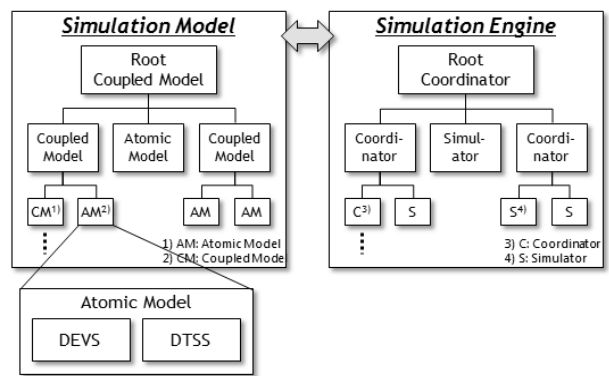 Simulation Model
Root
Coupled Model
Coupled
Model
Atomic
Model
Coupled
Model
CM1)
AM2)
AM
AM
1) AM: Atomic Model
2) CM: Coupled Mode
Atomic Model
DEVS
DTSS
Simulation Engine
Root
Coordinator
Coordi-
nator
Simul-
ator
Coordi-
nator
C3)
S
S4)
S
3) C: Coordinator
4) S: Simulator